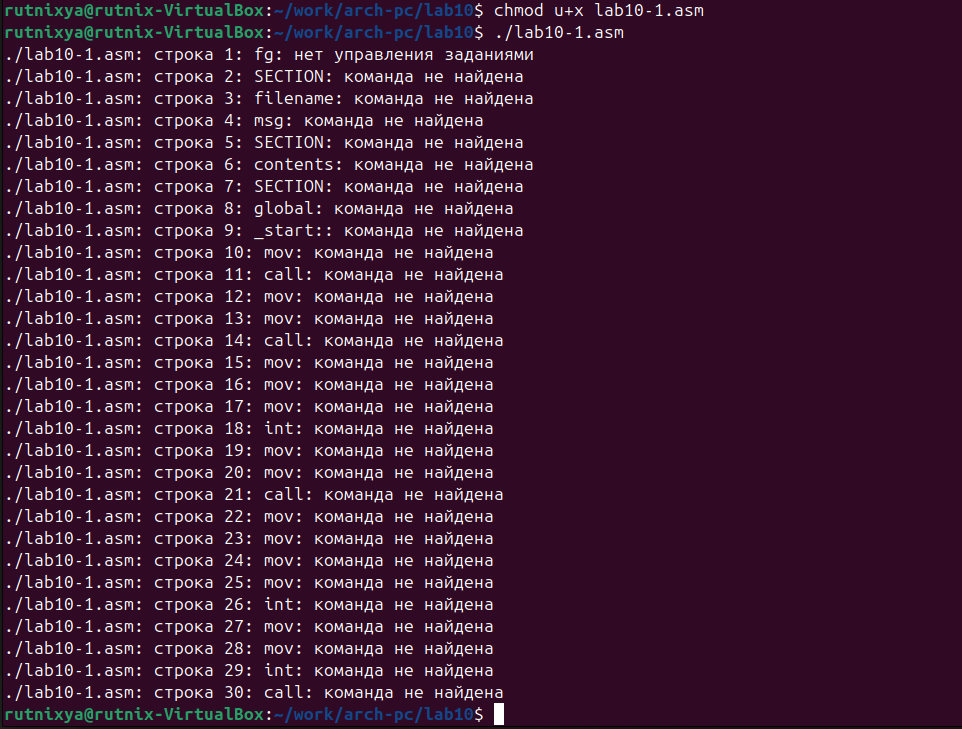 rutnixya@rutnix-VirtualBox:~/work/arch-pc/lab10$ chmod u+x lab10-1.asm
rutnixya@rutnix-VirtualBox:~/work/arch-pc/lab10$ ./lab10-1.asm
./lab10-1.asm: строка 1: fg: нет управления заданиями
./lab10-1.asm: строка 2: SECTION: команда не найдена
./lab10-1.asm: строка 3: filename: команда не найдена
./lab10-1.asm: строка 4: msg: команда не найдена
./lab10-1.asm: строка 5: SECTION: команда не найдена
./lab10-1.asm: строка 6: contents: команда не найдена
./lab10-1.asm: строка 7: SECTION: команда не найдена
./lab10-1.asm: строка 8: global: команда не найдена
./lab10-1.asm: строка 9: _start:: команда не найдена
./lab10-1.asm: строка 10: mov: команда не найдена
./lab10-1.asm: строка 11: call: команда не найдена
./lab10-1.asm: строка 12: mov: команда не найдена
./lab10-1.asm: строка 13: mov: команда не найдена
./lab10-1.asm: строка 14: call: команда не найдена
./lab10-1.asm: строка 15: mov: команда не найдена
./lab10-1.asm: строка 16: mov: команда не найдена
./lab10-1.asm: строка 17: mov: команда не найдена
./lab10-1.asm: строка 18: int: команда не найдена
./lab10-1.asm: строка 19: mov: команда не найдена
./lab10-1.asm: строка 20: mov: команда не найдена
./lab10-1.asm: строка 21: call: команда не найдена
./lab10-1.asm: строка 22: mov: команда не найдена
./lab10-1.asm: строка 23: mov: команда не найдена
./lab10-1.asm: строка 24: mov: команда не найдена
./lab10-1.asm: строка 25: mov: команда не найдена
./lab10-1.asm: строка 26: int: команда не найдена
./lab10-1.asm: строка 27: mov: команда не найдена
./lab10-1.asm: строка 28: mov: команда не найдена
./lab10-1.asm: строка 29: int: команда не найдена
./lab10-1.asm: строка 30: call: команда не найдена
rutnixya@rutnix-VirtualBox:~/work/arch-pc/lab10$